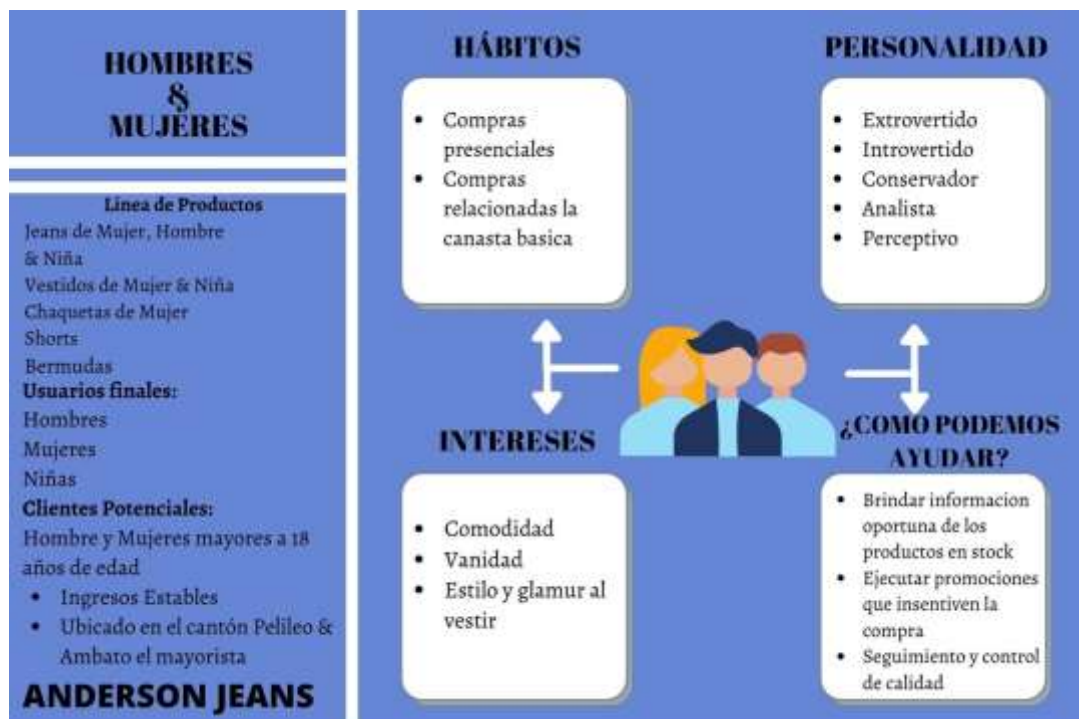 HOMBRES
&
MUJERES
Linea de Productos
Jeans de Mujer, Hombre
& Niña
Vestidos de Mujer & Niña
Chaquetas de Mujer
Shorts
Bermudas
Usuarios finales:
Hombres
Mujeres
Niñas
Clientes Potenciales:
Hombre y Mujeres mayores a 18
años de edad
• Ingresos Estables
• Ubicado en el cantón Pelileo &
Ambato el mayorista
ANDERSON JEANS
HÁBITOS
• Compras
presenciales
• Compras
relacionadas la
canasta basica
PERSONALIDAD
• Extrovertido
• Introvertido
• Conservador
• Analista
• Perceptivo
INTERESES
• Comodidad
• Vanidad
• Estilo y glamur al
vestir
¿COMO PODEMOS
AYUDAR?
• Brindar informacion
oportuna de los
productos en stock
• Ejecutar promociones
que insentiven la
compra
• Seguimiento y control
de calidad